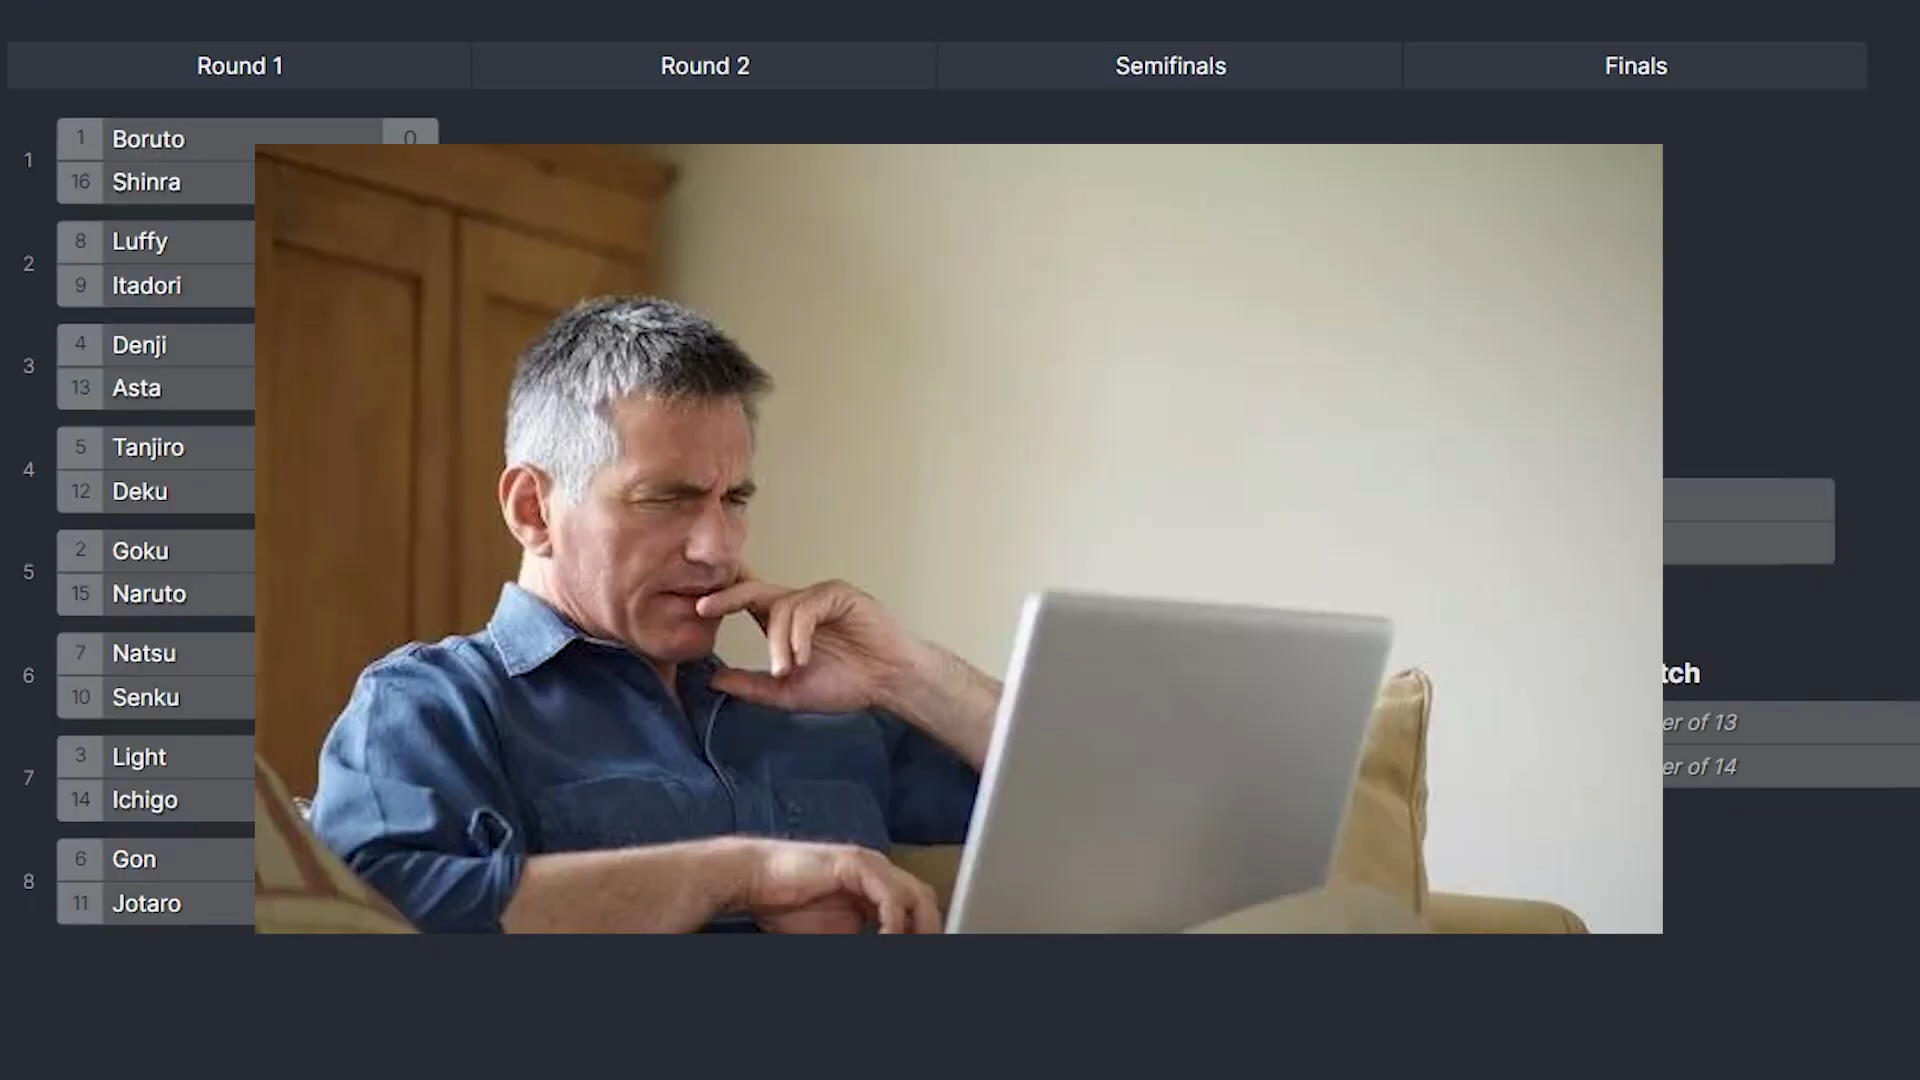 Round 1 Round 2 Semifinals Finals
1 Boruto 0
1
16 Shinra
8 Luffy
2
9 Itadori
4 Denji
3
13 Asta
5 Tanjiro
4
12 Deku
2 Goku
5
15 Naruto
7 Natsu
6 tch
10 Senku
er of 13
3 Light
er of 14
7
14 Ichigo
6 Gon
8
11 Jotaro